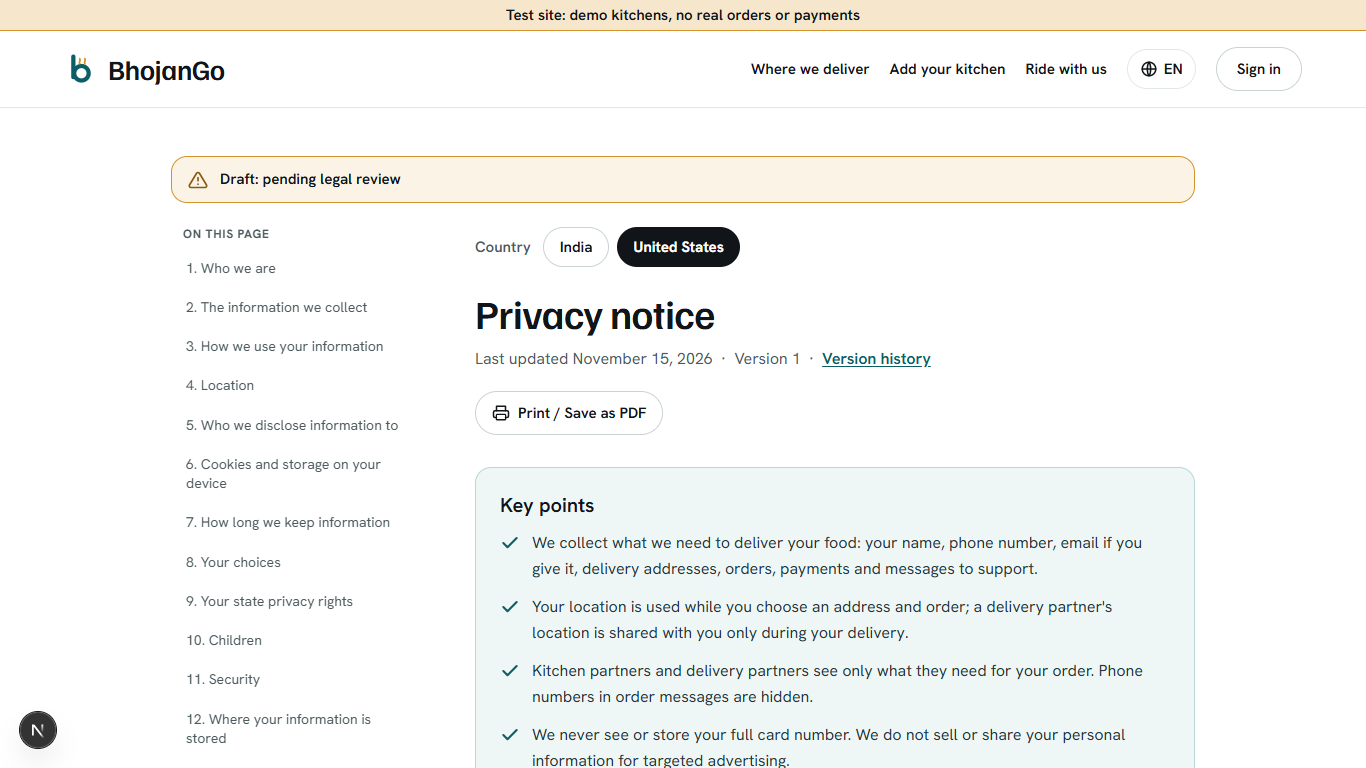 Test site: demo kitchens, no real orders or payments
BhojanGo
Where we deliver
Add your kitchen
Ride with us
EN
Sign in
Draft: pending legal review
ON THIS PAGE
1. Who we are
2. The information we collect
3. How we use your information
4. Location
5. Who we disclose information to
6. Cookies and storage on your
device
7. How long we keep information
8. Your choices
9. Your state privacy rights
10. Children
11. Security
12. Where your information is
stored
Country
India
United States
Privacy notice
Last updated November 15, 2026 · Version 1 · Version history
Print / Save as PDF
Key points
We collect what we need to deliver your food: your name, phone number, email if you
give it, delivery addresses, orders, payments and messages to support.
Your location is used while you choose an address and order; a delivery partner's
location is shared with you only during your delivery.
Kitchen partners and delivery partners see only what they need for your order. Phone
numbers in order messages are hidden.
We never see or store your full card number. We do not sell or share your personal
information for targeted advertising.
N